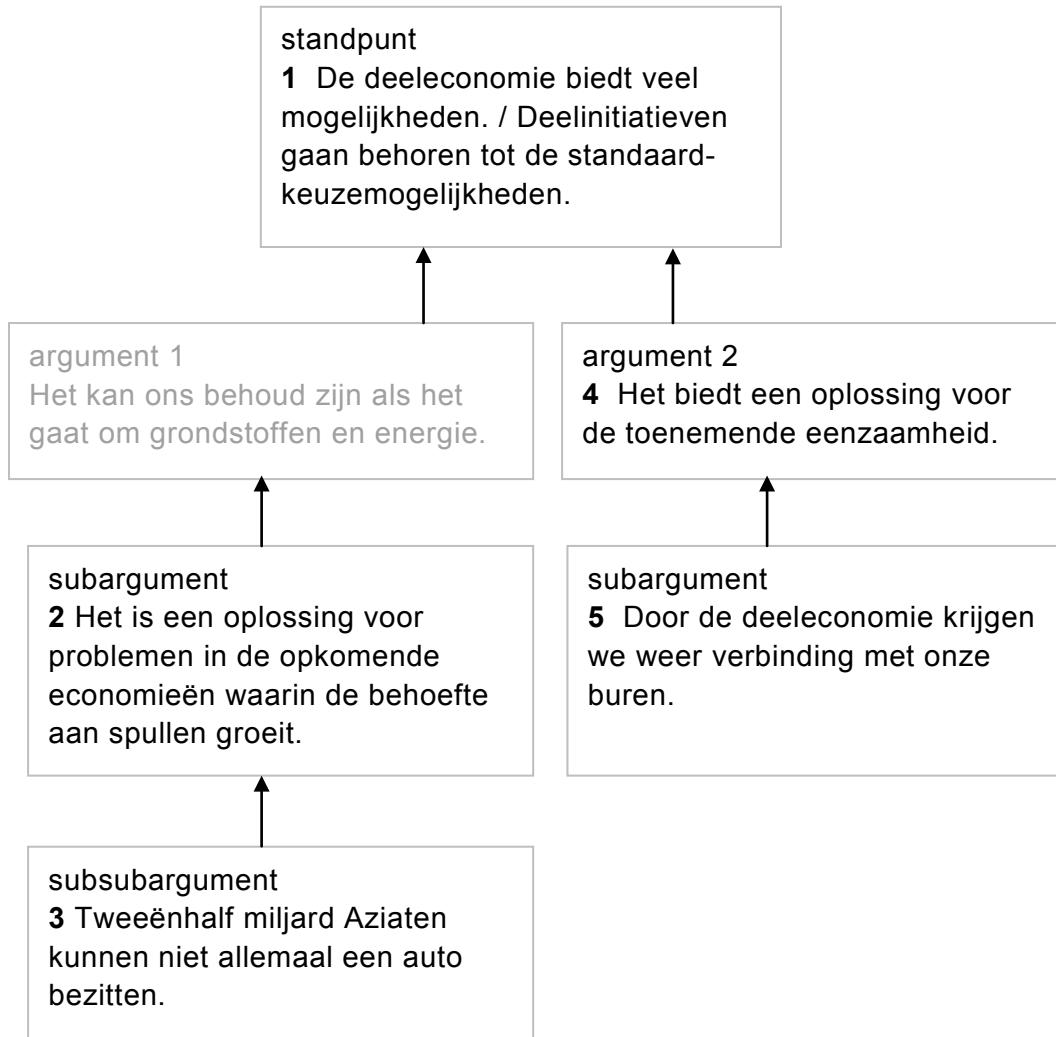 standpunt
1 De deeleconomie biedt veel
mogelijkheden. / Deelinitiatieven
gaan behoren tot de standaard-
keuzemogelijkheden.
argument 1
Het kan ons behoud zijn als het
gaat om grondstoffen en energie.
argument 2
4 Het biedt een oplossing voor
de toenemende eenzaamheid.
subargument
2 Het is een oplossing voor
problemen in de opkomende
economieën waarin de behoefte
aan spullen groeit.
subargument
5 Door de deeleconomie krijgen
we weer verbinding met onze
buren.
subsubargument
3 Tweeënhalf miljard Aziaten
kunnen niet allemaal een auto
bezitten.